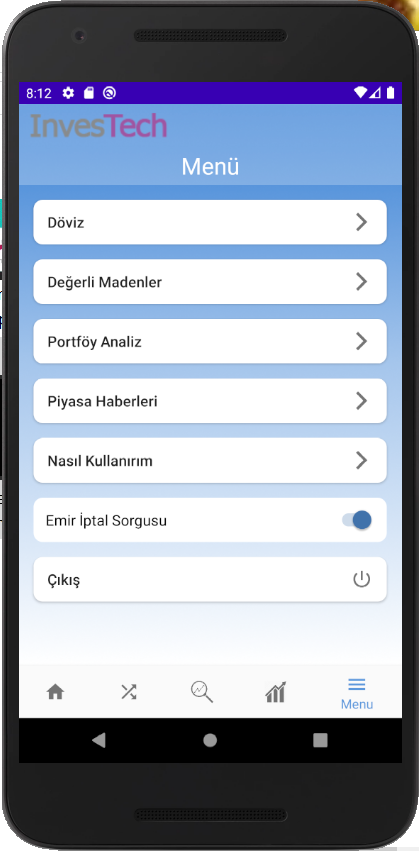 8:12
InvesTech
Menü
Döviz
Değerli Madenler
Portföy Analiz
Piyasa Haberleri
Nasıl Kullanırım
Emir İptal Sorgusu
Çıkış
Menu